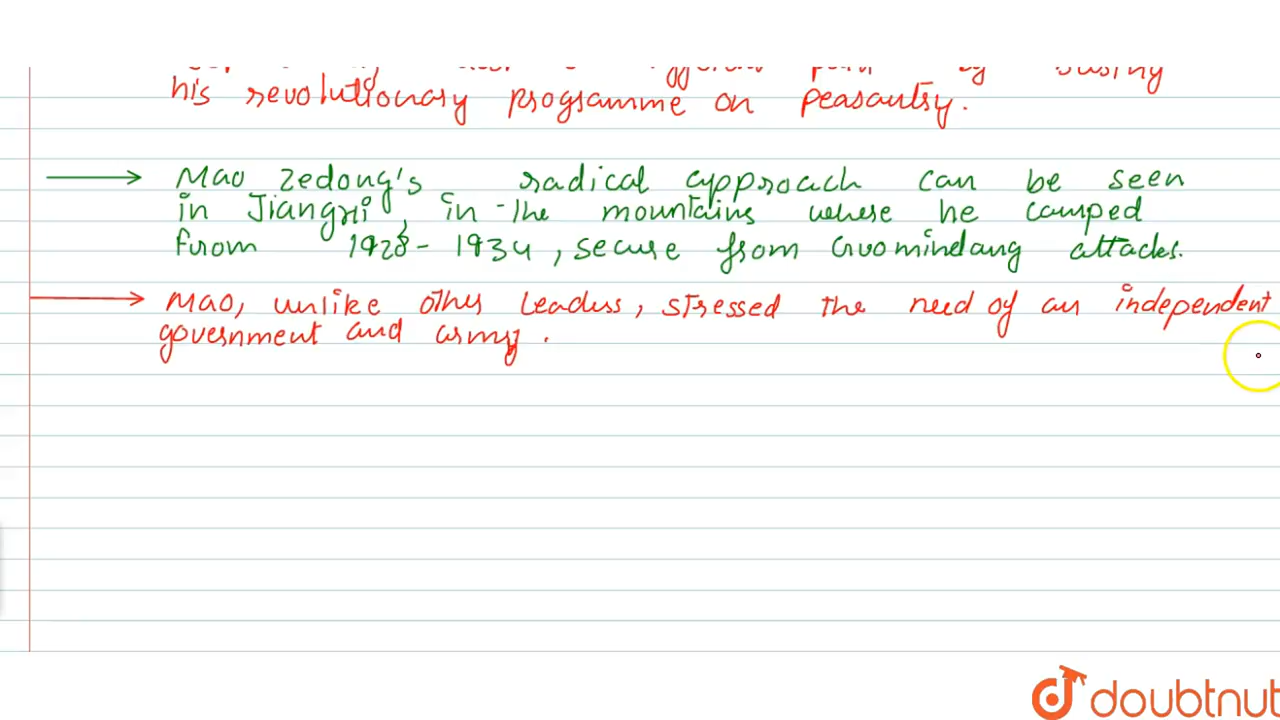 his revolutionary programme on Peasantry.
→ Mao Zedong's radical approach can be seen
in Jiangxi, in the mountains where he camped
from 1928 - 1934, secure from Guomindang attacks.
→ Mao, unlike other leaders, stressed the need of an independent
government and army.
doubtnut